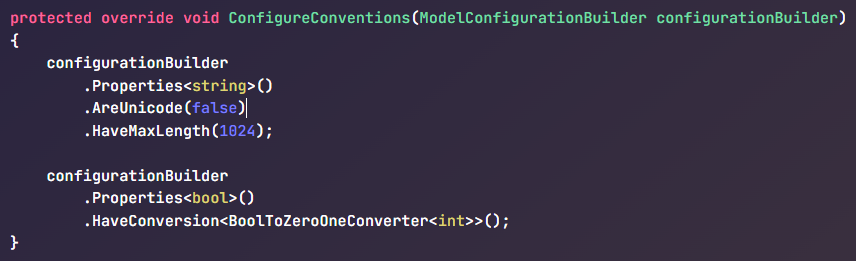 protected override void ConfigureConventions(ModelConfigurationBuilder configurationBuilder)
{
    configurationBuilder
        .Properties<string>()
        .AreUnicode(false)
        .HaveMaxLength(1024);

    configurationBuilder
        .Properties<bool>()
        .HaveConversion<BoolToZeroOneConverter<int>>();
}